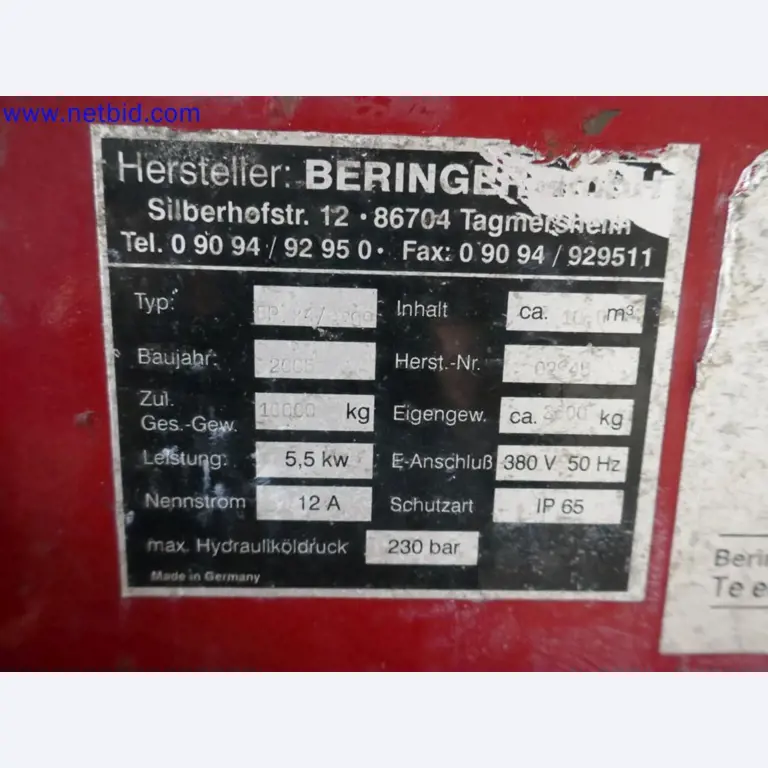 www.netbid.com
Hersteller: BERINGER
Silberhofstr. 12 • 86704 Tagmersheim
Tel. 0 90 94 / 92 95 0 • Fax: 0 90 94 / 929511
Typ: Inhalt ca. m³
Baujahr: 2005 Herst.-Nr.
Zul.
Ges.-Gew. 10000 kg Eigengew. ca. kg
Leistung: 5,5 kw E-Anschluß 380 V 50 Hz
Nennstrom 12 A Schutzart IP 65
max. Hydrauliköldruck 230 bar
Made in Germany